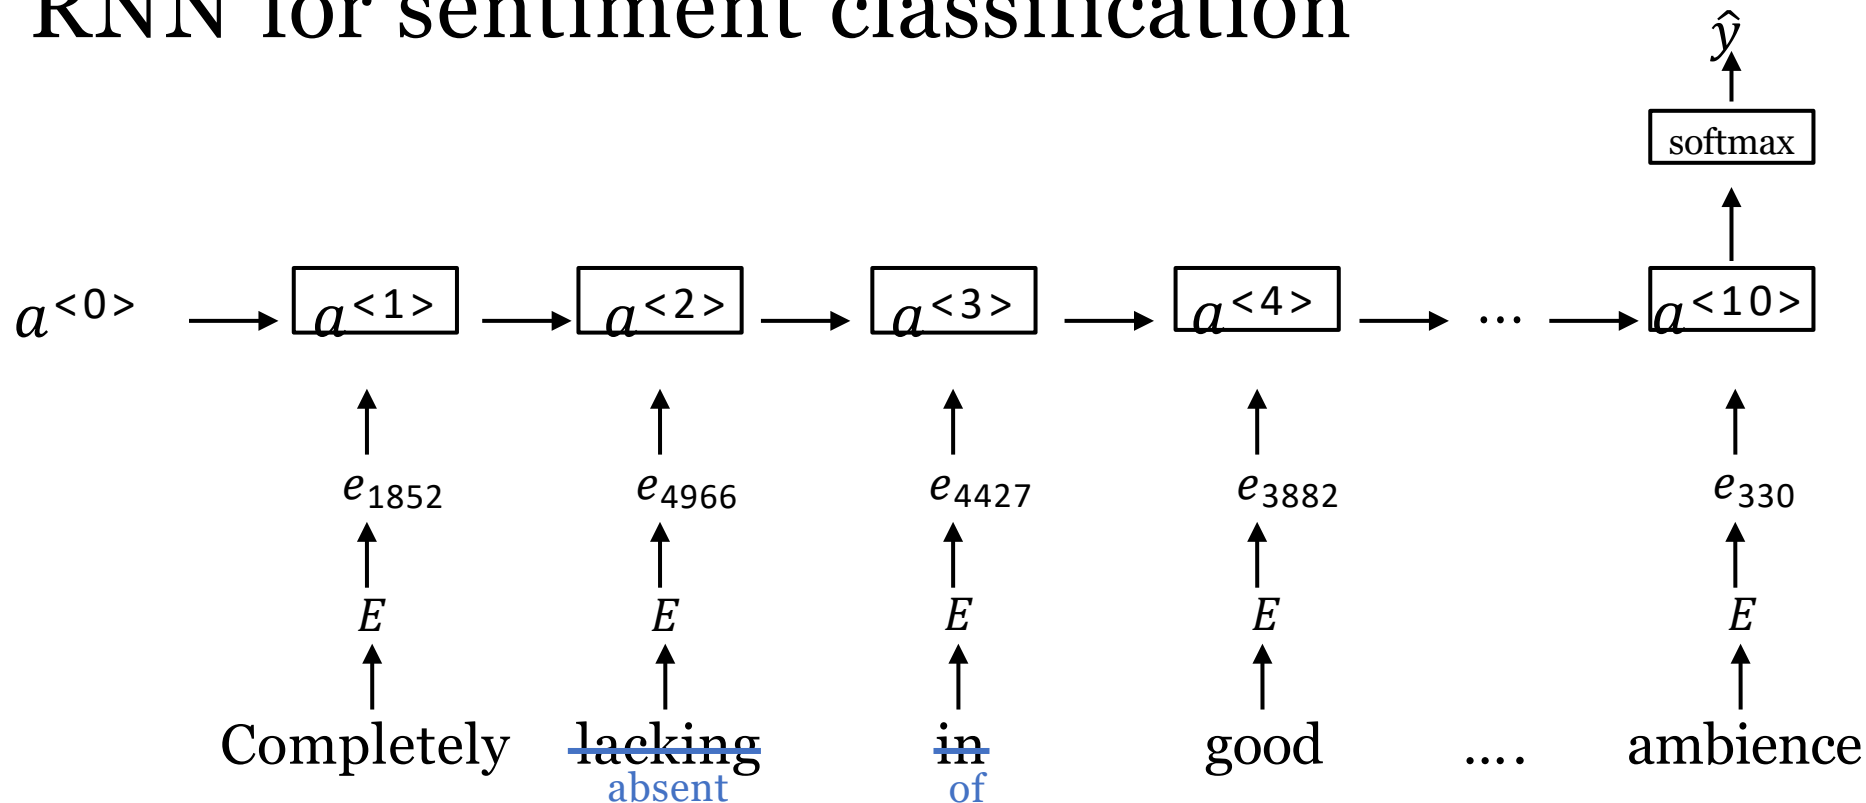 RNN for sentiment classification
ŷ
softmax
a<0> a<1> a<2> a<3> a<4> ... a<10>
e1852 e4966 e4427 e3882 e330
E E E E E
Completely lacking in good .... ambience
absent of